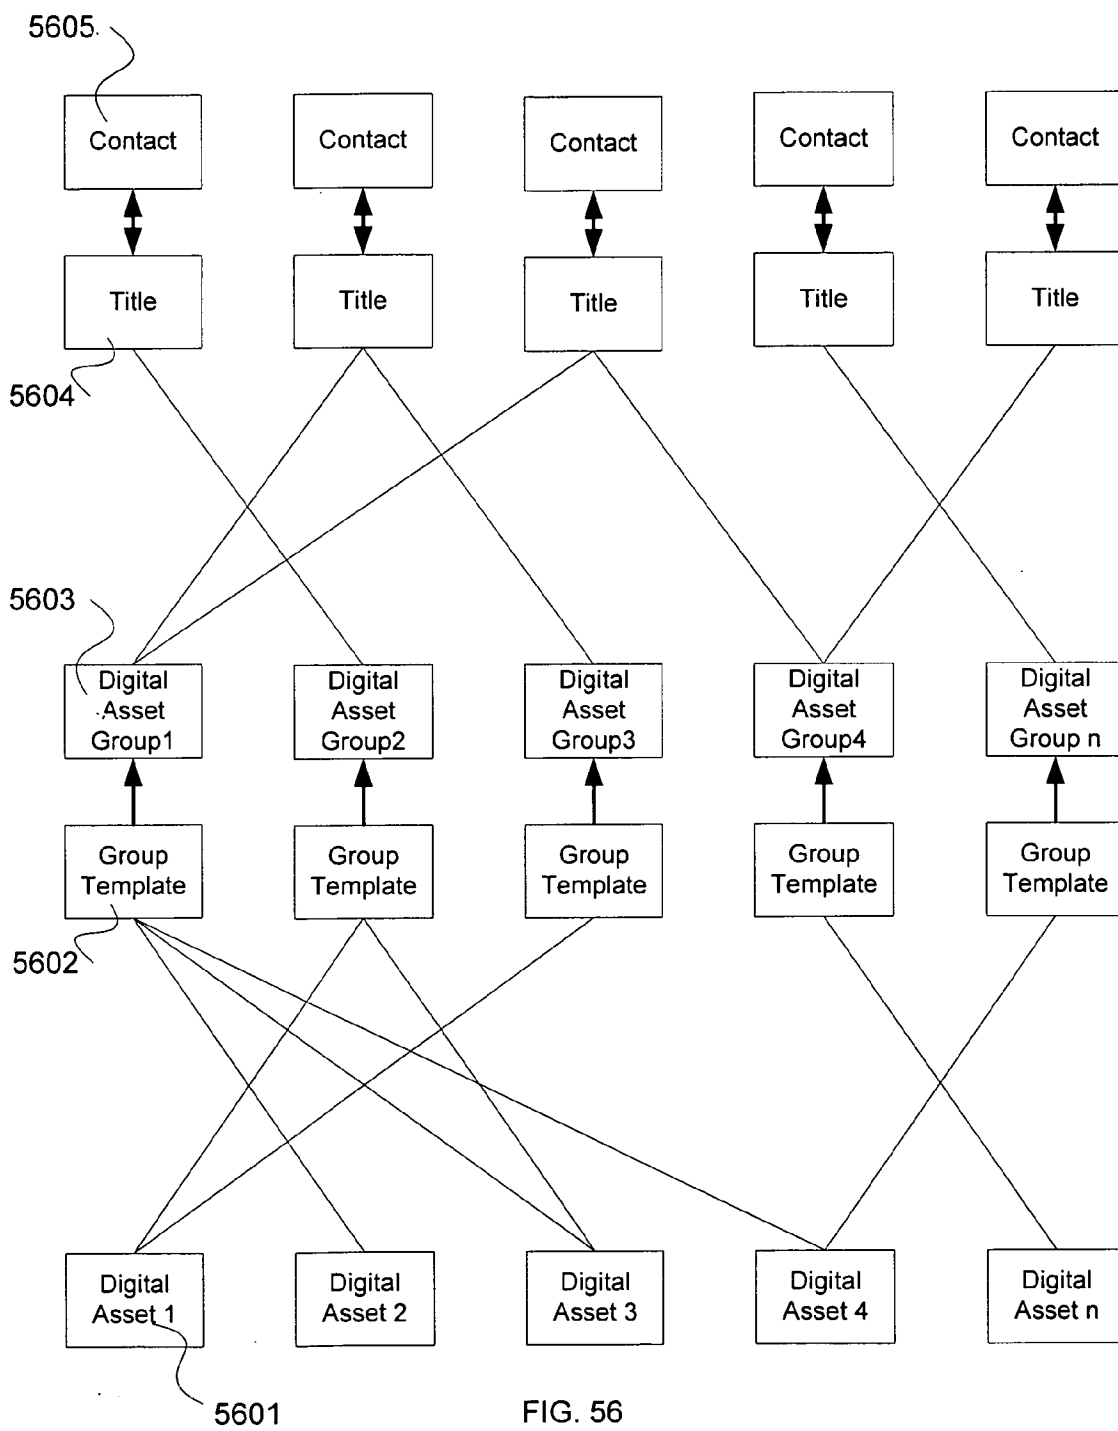 5605
Contact Contact Contact Contact Contact
Title Title Title Title Title
5604
5603
Digital Digital Digital Digital Digital
Asset Asset Asset Asset Asset
Group1 Group2 Group3 Group4 Group n
Group Group Group Group Group
Template Template Template Template Template
5602
Digital Digital Digital Digital Digital
Asset 1 Asset 2 Asset 3 Asset 4 Asset n
5601
FIG. 56